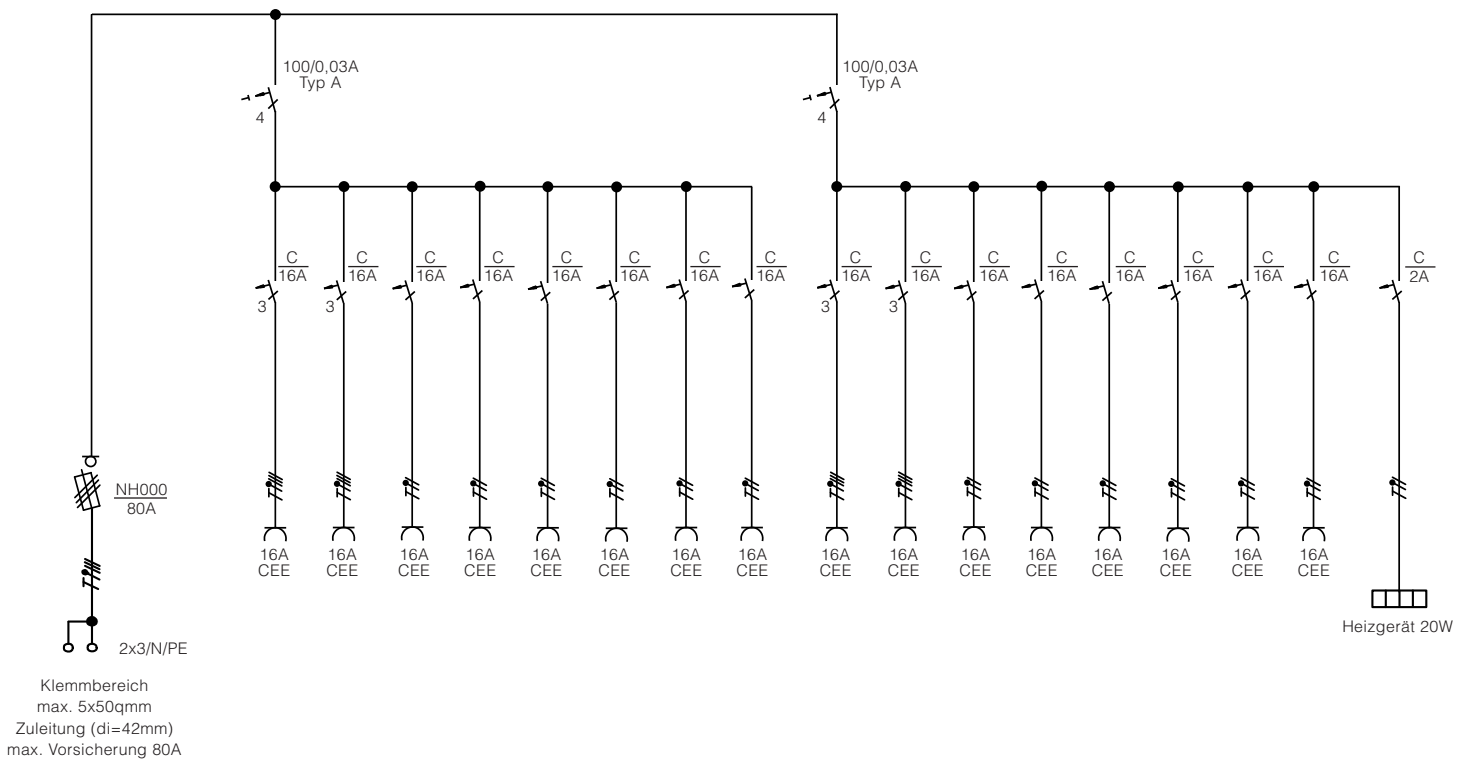 100/0,03A
Typ A
4
100/0,03A
Typ A
4
C
16A
3
C
16A
3
C
16A
C
16A
C
16A
C
16A
C
16A
C
16A
C
16A
3
C
16A
3
C
16A
C
16A
C
16A
C
16A
C
16A
C
16A
C
2A
NH000
80A
16A
CEE
16A
CEE
16A
CEE
16A
CEE
16A
CEE
16A
CEE
16A
CEE
16A
CEE
16A
CEE
16A
CEE
16A
CEE
16A
CEE
16A
CEE
16A
CEE
16A
CEE
16A
CEE
Heizgerät 20W
2x3/N/PE
Klemmbereich
max. 5x50qmm
Zuleitung (di=42mm)
max. Vorsicherung 80A